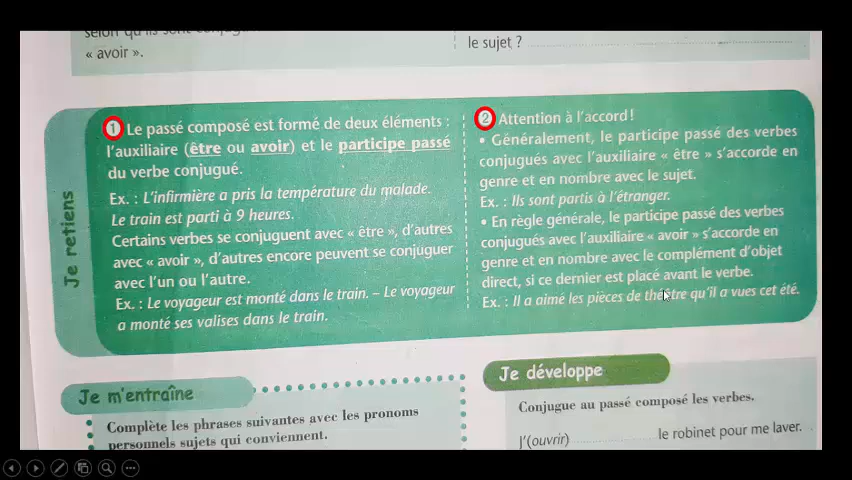 « avoir ».
le sujet ?
Je retiens
1 Le passé composé est formé de deux éléments :
l'auxiliaire (être ou avoir) et le participe passé
du verbe conjugué.
Ex. : L'infirmière a pris la température du malade.
Le train est parti à 9 heures.
Certains verbes se conjuguent avec « être », d'autres
avec « avoir », d'autres encore peuvent se conjuguer
avec l'un ou l'autre.
Ex. : Le voyageur est monté dans le train. – Le voyageur
a monté ses valises dans le train.
2 Attention à l'accord !
• Généralement, le participe passé des verbes
conjugués avec l'auxiliaire « être » s'accorde en
genre et en nombre avec le sujet.
Ex. : Ils sont partis à l'étranger.
• En règle générale, le participe passé des verbes
conjugués avec l'auxiliaire « avoir » s'accorde en
genre et en nombre avec le complément d'objet
direct, si ce dernier est placé avant le verbe.
Ex. : Il a aimé les pièces de théâtre qu'il a vues cet été.
Je m'entraîne
Complète les phrases suivantes avec les pronoms
personnels sujets qui conviennent.
Je développe
Conjugue au passé composé les verbes.
J'(ouvrir) le robinet pour me laver.